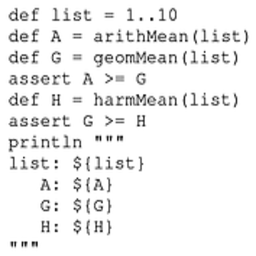 def list = 1..10
def A = arithMean(list)
def G = geomMean(list)
assert A >= G
def H = harmMean(list)
assert G >= H
println """
list: ${list}
   A: ${A}
   G: ${G}
   H: ${H}
"""